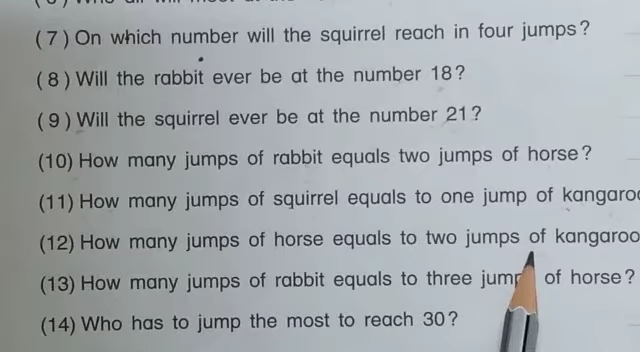 (7) On which number will the squirrel reach in four jumps?
(8) Will the rabbit ever be at the number 18?
(9) Will the squirrel ever be at the number 21?
(10) How many jumps of rabbit equals two jumps of horse?
(11) How many jumps of squirrel equals to one jump of kangaroo
(12) How many jumps of horse equals to two jumps of kangaroo
(13) How many jumps of rabbit equals to three jump of horse?
(14) Who has to jump the most to reach 30?